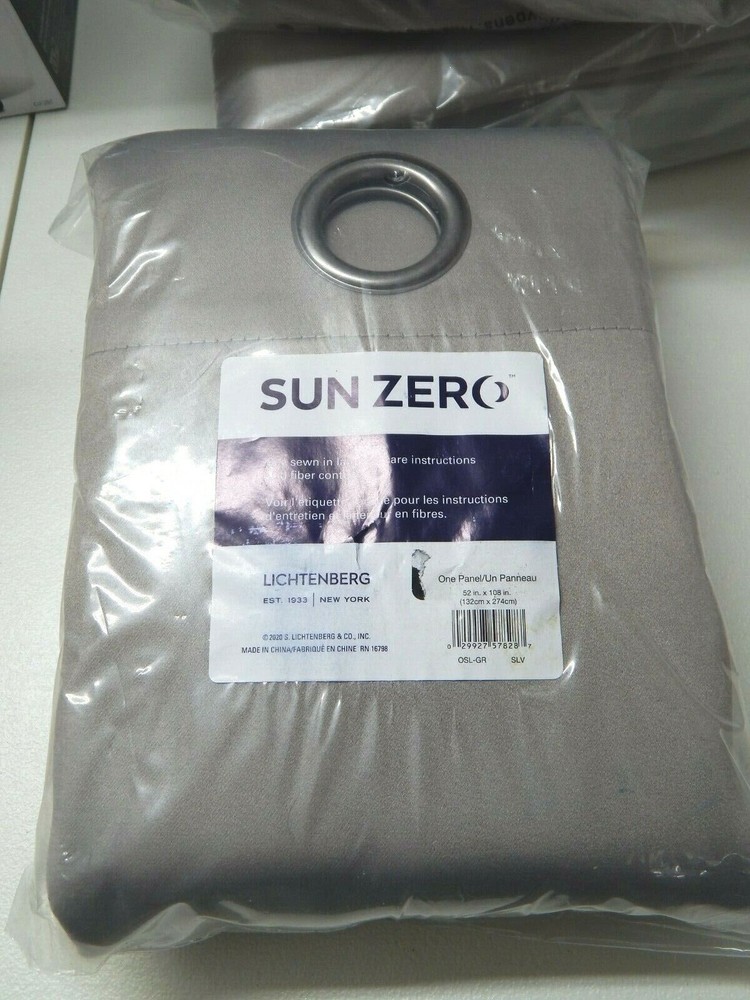 SUN ZERO™
sewn in care instructions
fiber
Voir l'étiquette pour les instructions
d'entretien en fibres.
LICHTENBERG
EST. 1933 | NEW YORK
© 2020 S. LICHTENBERG & CO., INC.
MADE IN CHINA/FABRIQUÉ EN CHINE RN 16798
One Panel/Un Panneau
52 in. x 108 in.
(132cm x 274cm)
0 29927 57828 7
OSL-GR SLV